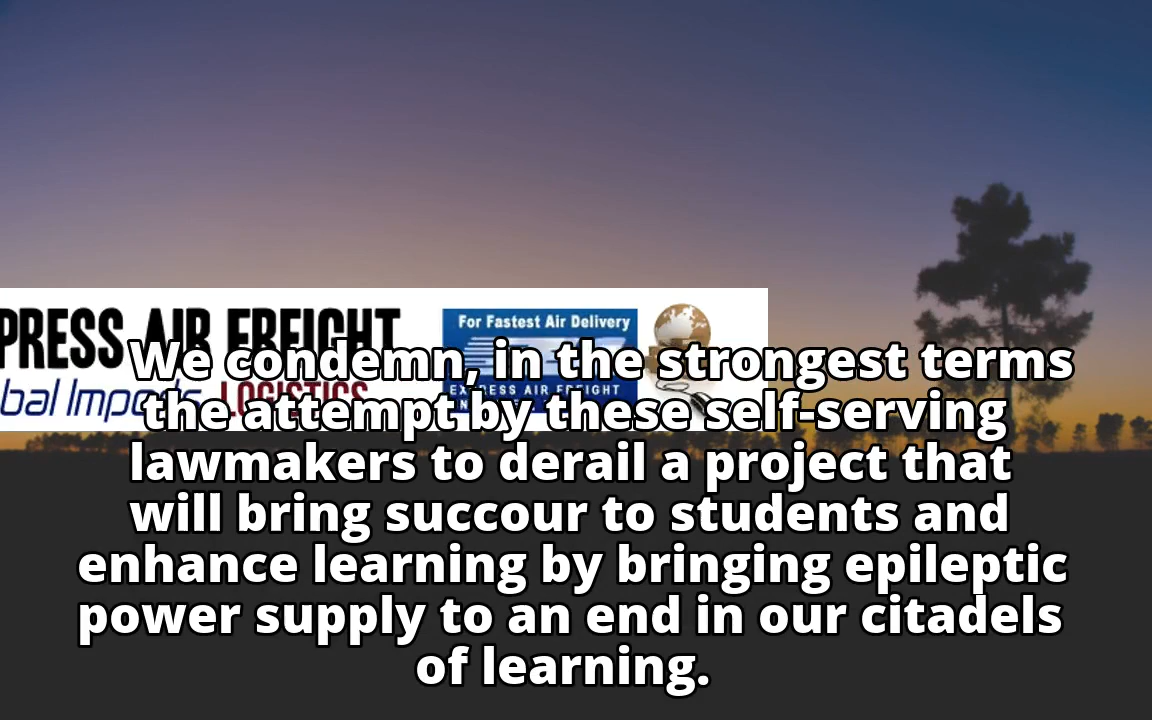 PRESS AIR FREIGHT
For Fastest Air Delivery
EXPRESS AIR FREIGHT
bal Imports LOGISTICS
We condemn, in the strongest terms
the attempt by these self-serving
lawmakers to derail a project that
will bring succour to students and
enhance learning by bringing epileptic
power supply to an end in our citadels
of learning.